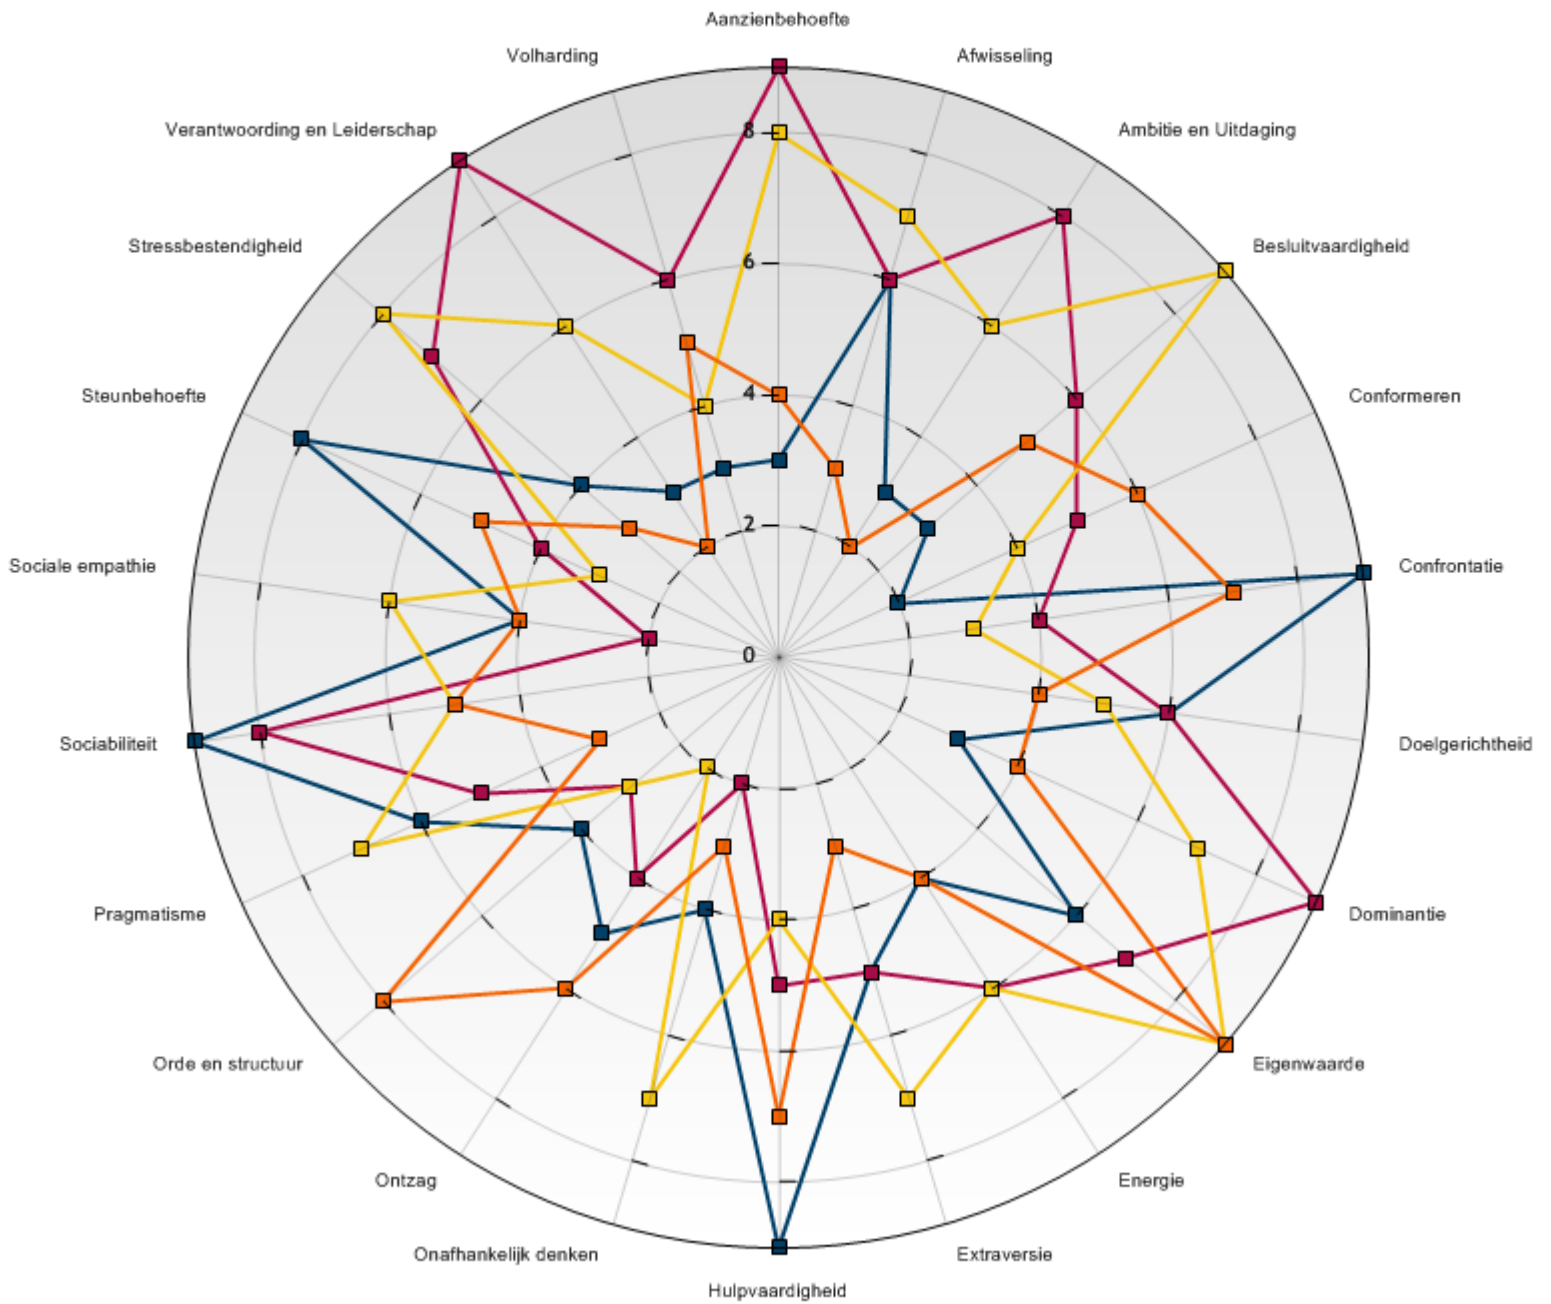 Aanzienbehoefte
Afwisseling
Ambitie en Uitdaging
Besluitvaardigheid
Conformeren
Confrontatie
Doelgerichtheid
Dominantie
Eigenwaarde
Energie
Extraversie
Hulpvaardigheid
Onafhankelijk denken
Ontzag
Orde en structuur
Pragmatisme
Sociabiliteit
Sociale empathie
Steunbehoefte
Stressbestendigheid
Verantwoording en Leiderschap
Volharding
8
6
4
2
0